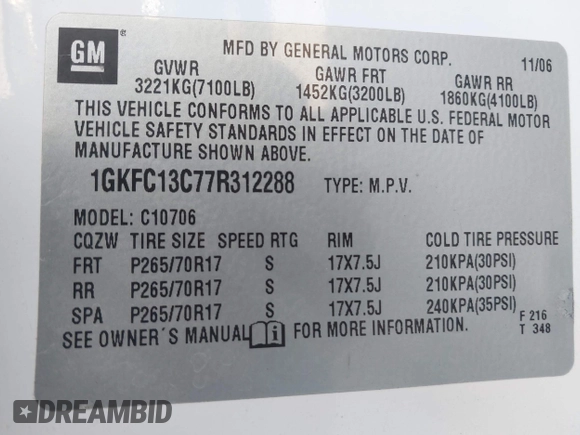 GM ®
MFD BY GENERAL MOTORS CORP. 11/06
GVWR GAWR FRT GAWR RR
3221KG(7100LB) 1452KG(3200LB) 1860KG(4100LB)
THIS VEHICLE CONFORMS TO ALL APPLICABLE U.S. FEDERAL MOTOR
VEHICLE SAFETY STANDARDS IN EFFECT ON THE DATE OF
MANUFACTURE SHOWN ABOVE.
1GKFC13C77R312288 TYPE: M.P.V.
MODEL: C10706
CQZW TIRE SIZE SPEED RTG RIM COLD TIRE PRESSURE
FRT P265/70R17 S 17X7.5J 210KPA(30PSI)
RR P265/70R17 S 17X7.5J 210KPA(30PSI)
SPA P265/70R17 S 17X7.5J 240KPA(35PSI)
SEE OWNER´S MANUAL i FOR MORE INFORMATION.
F 216
T 348
DREAMBID